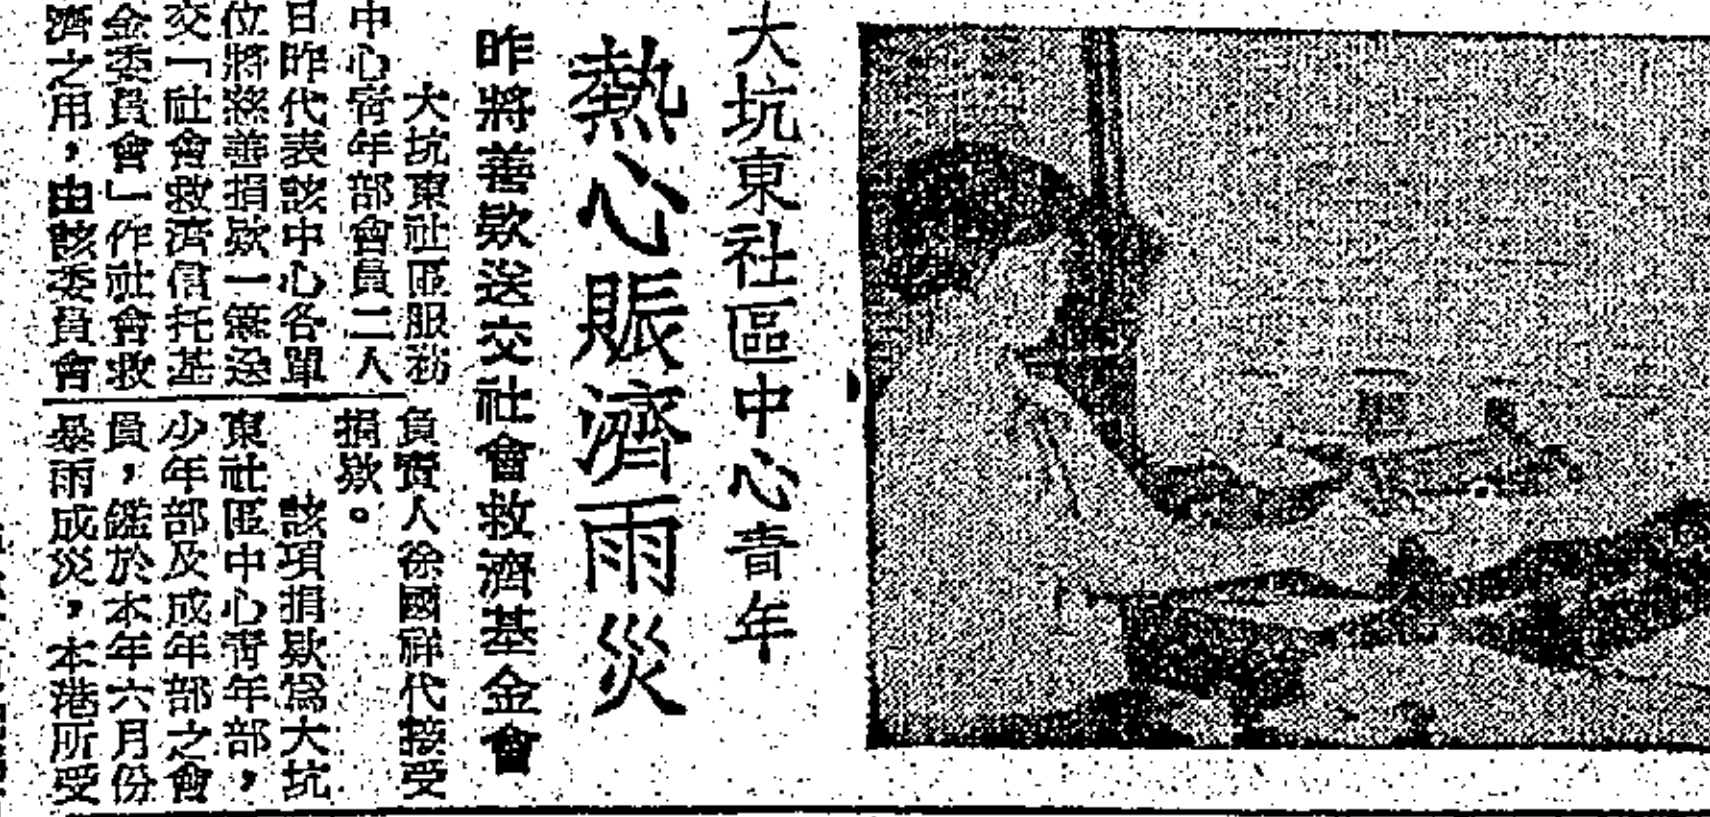 大坑東社區中心青年
熱心賑濟雨災
昨將善欵送交社會救濟基金會
大坑東社區服務
中心青年部會員二人
日昨代表該中心各單
位將慈善捐欵一筆送
交「社會救濟信托基
金委員會」作社會救
濟之用，由該委員會
負責人徐國祥代接受
捐欵。
該項捐欵爲大坑
東社區中心青年部，
少年部及成年部之會
員，鑑於本年六月份
暴雨成災，本港所受